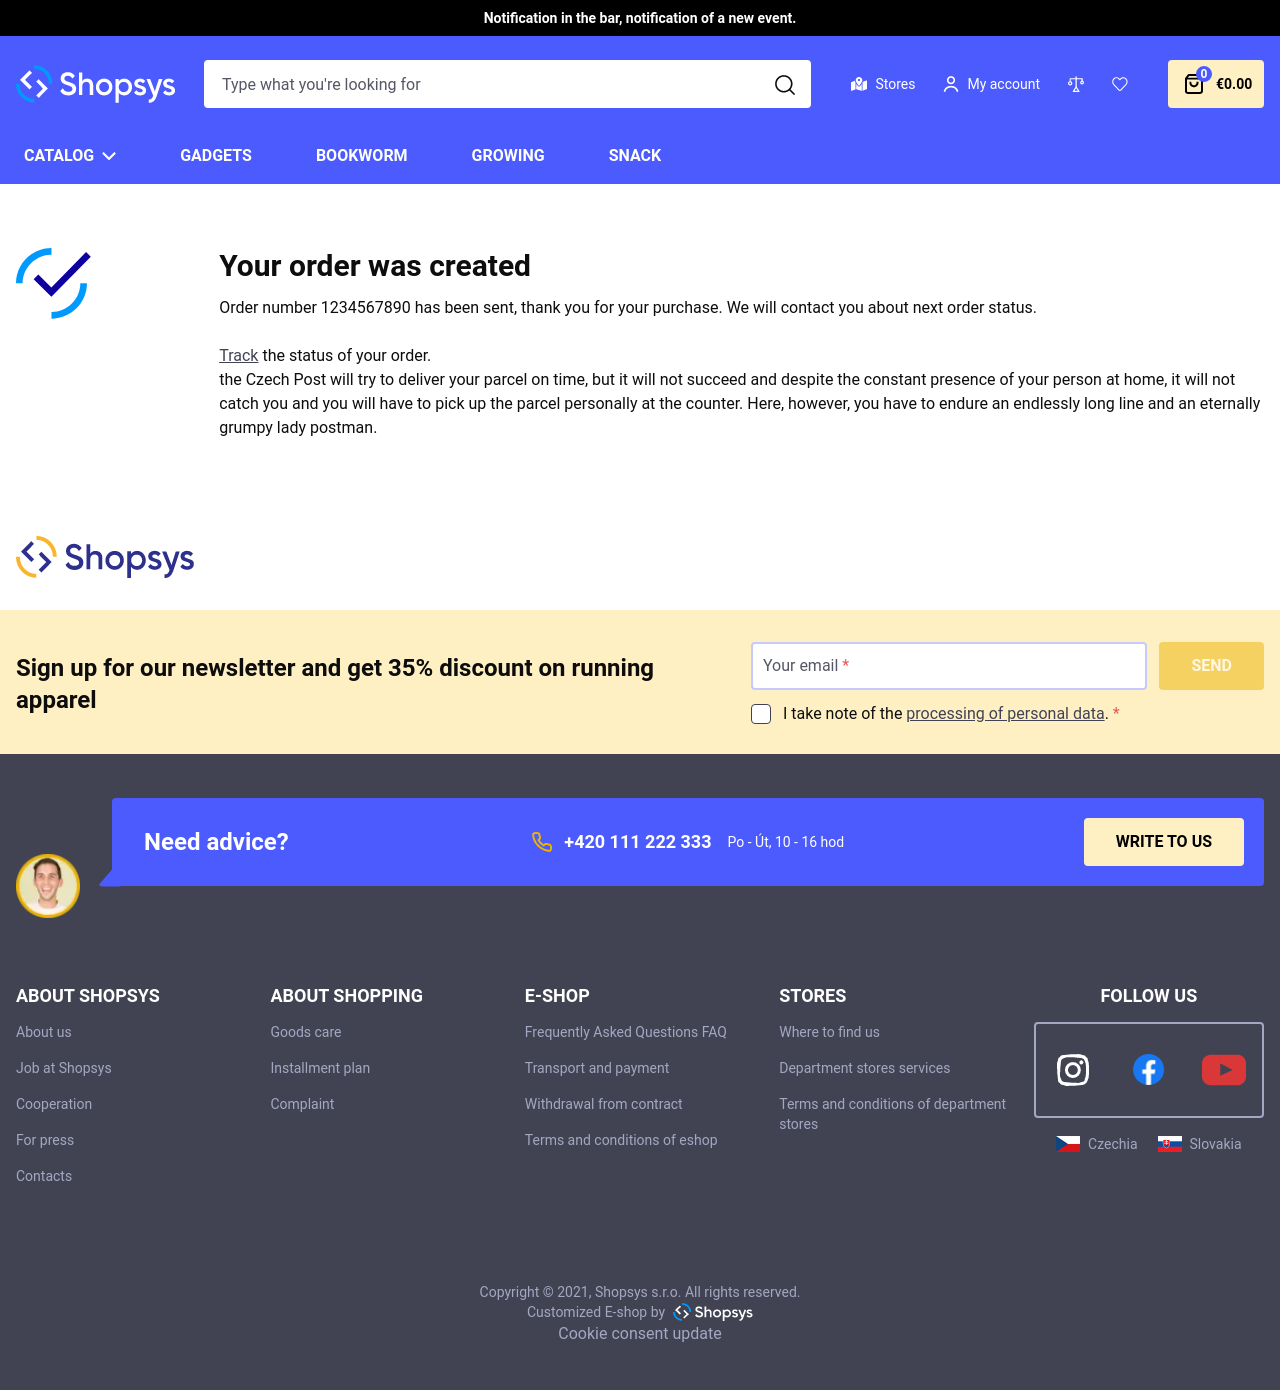 Notification in the bar, notification of a new event.
Shopsys
Type what you're looking for
Stores
My account
0
€0.00
CATALOG
GADGETS
BOOKWORM
GROWING
SNACK
Your order was created
Order number 1234567890 has been sent, thank you for your purchase. We will contact you about next order status.
Track the status of your order.
the Czech Post will try to deliver your parcel on time, but it will not succeed and despite the constant presence of your person at home, it will not
catch you and you will have to pick up the parcel personally at the counter. Here, however, you have to endure an endlessly long line and an eternally
grumpy lady postman.
Shopsys
Sign up for our newsletter and get 35% discount on running
apparel
Your email *
SEND
I take note of the processing of personal data. *
Need advice?
+420 111 222 333
Po - Út, 10 - 16 hod
WRITE TO US
ABOUT SHOPSYS
About us
Job at Shopsys
Cooperation
For press
Contacts
ABOUT SHOPPING
Goods care
Installment plan
Complaint
E-SHOP
Frequently Asked Questions FAQ
Transport and payment
Withdrawal from contract
Terms and conditions of eshop
STORES
Where to find us
Department stores services
Terms and conditions of department
stores
FOLLOW US
Czechia
Slovakia
Copyright © 2021, Shopsys s.r.o. All rights reserved.
Customized E-shop by Shopsys
Cookie consent update